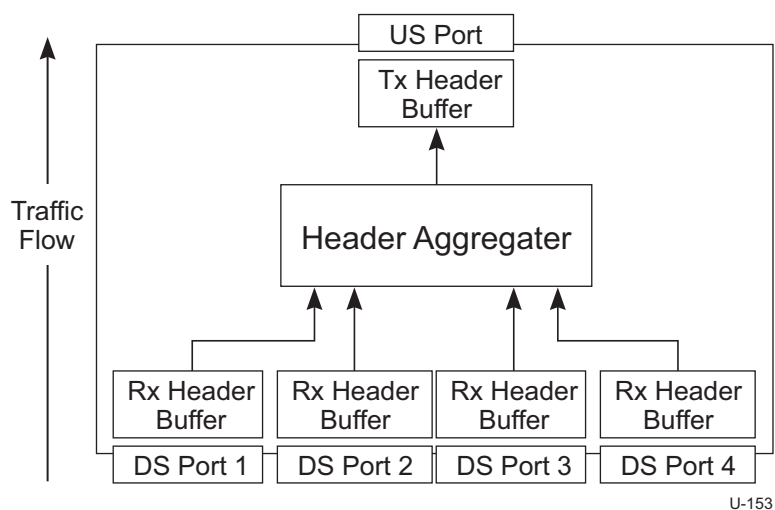 US Port
Tx Header
Buffer
Traffic
Flow
Header Aggregater
Rx Header
Buffer
Rx Header
Buffer
Rx Header
Buffer
Rx Header
Buffer
DS Port 1
DS Port 2
DS Port 3
DS Port 4
U-153